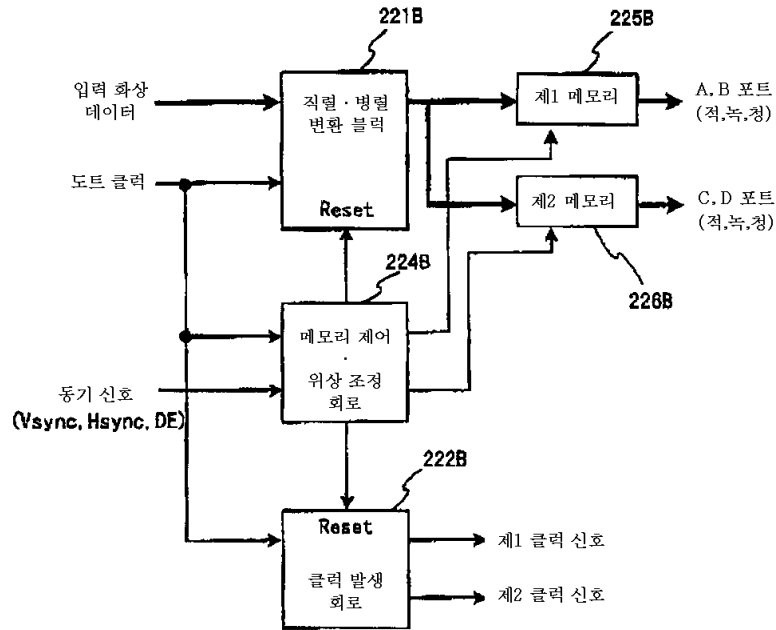 221B
225B
입력 화상
데이터
직렬·병렬
변환 블럭
제1 메모리
A,B 포트
(적,녹,청)
도트 클럭
Reset
제2 메모리
C,D 포트
(적,녹,청)
224B
226B
메모리 제어
·
위상 조정
회로
동기 신호
(Vsync, Hsync, DE)
222B
Reset
클럭 발생
회로
제1 클럭 신호
제2 클럭 신호